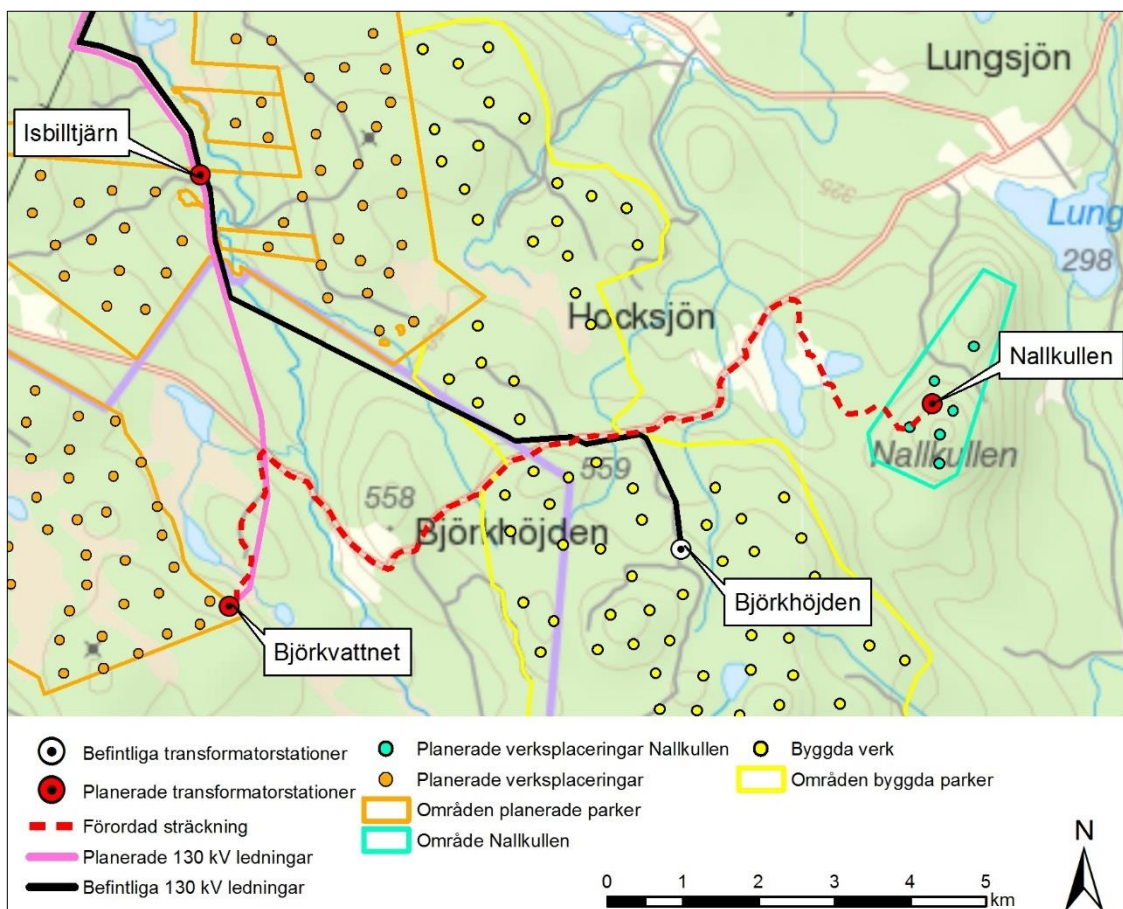 Lungsjön
Isbilltjärn
325
Lung
298
Hocksjön
Nallkullen
Nallkullen
558
559
Björkhöjden
Björkhöjden
Björkvattnet
Befintliga transformatorstationer
Planerade transformatorstationer
Förordad sträckning
Planerade 130 kV ledningar
Befintliga 130 kV ledningar
Planerade verksplaceringar Nallkullen
Planerade verksplaceringar
Områden planerade parker
Område Nallkullen
Byggda verk
Områden byggda parker
N
0 1 2 3 4 5
km